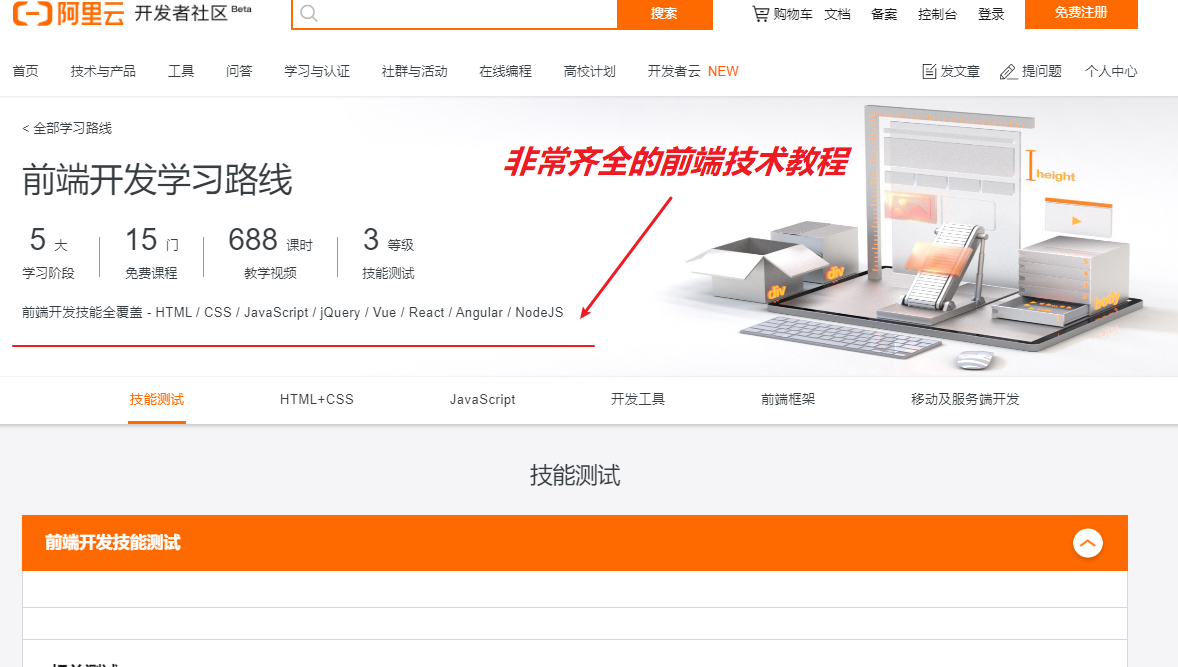 阿里云 开发者社区 Beta 搜索 购物车 文档 备案 控制台 登录 免费注册
首页 技术与产品 工具 问答 学习与认证 社群与活动 在线编程 高校计划 开发者云 NEW 发文章 提问题 个人中心
< 全部学习路线
前端开发学习路线
非常齐全的前端技术教程
height
5 大 15 门 688 课时 3 等级
学习阶段 免费课程 教学视频 技能测试
div
div
body
前端开发技能全覆盖 - HTML / CSS / JavaScript / jQuery / Vue / React / Angular / NodeJS
技能测试 HTML+CSS JavaScript 开发工具 前端框架 移动及服务端开发
技能测试
前端开发技能测试